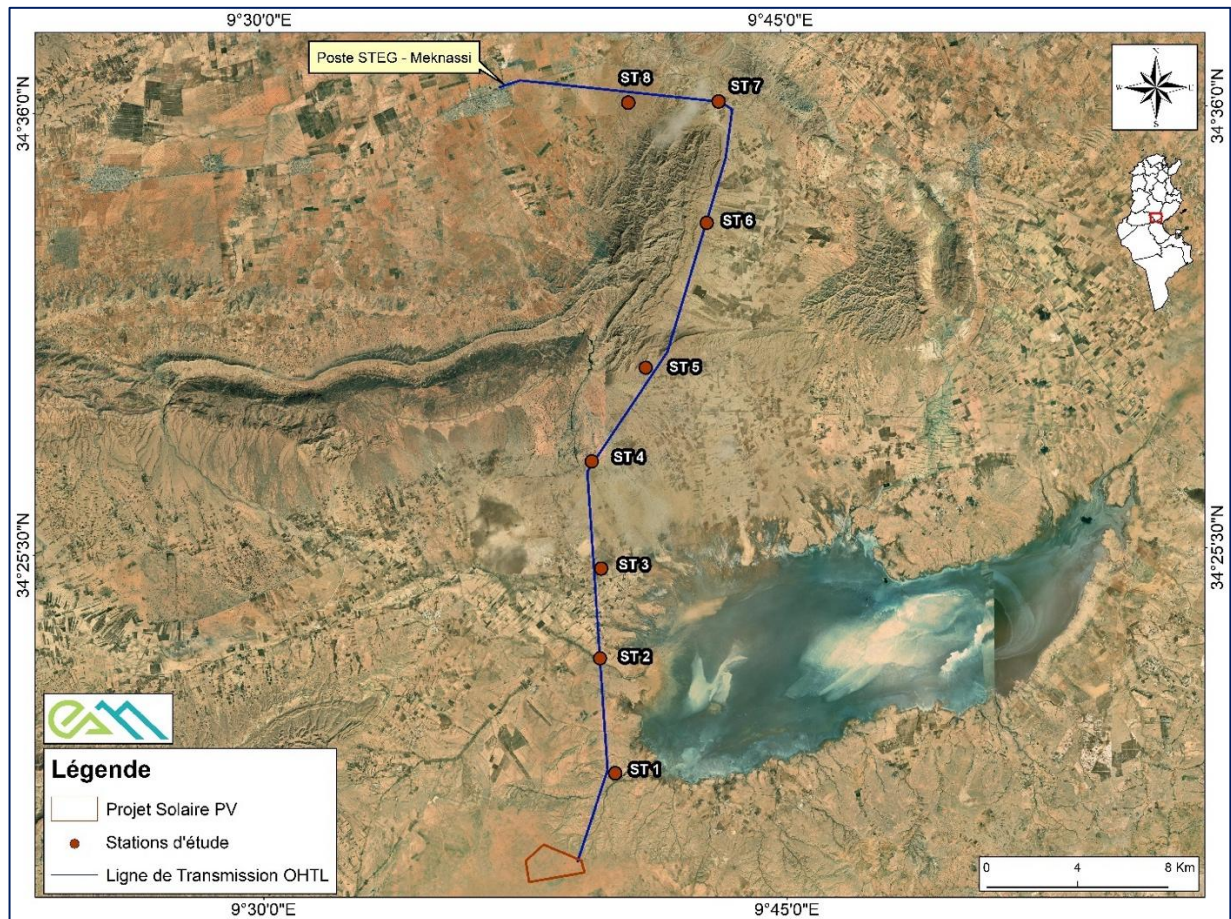 9°30'0"E
9°45'0"E
Poste STEG - Meknassi
N
W
S
ST 8
ST 7
34°36'0"N
34°36'0"N
ST 6
ST 5
ST 4
34°25'30"N
34°25'30"N
ST 3
ST 2
ST 1
eam
Légende
Projet Solaire PV
Stations d'étude
Ligne de Transmission OHTL
0 4 8 Km
9°30'0"E
9°45'0"E